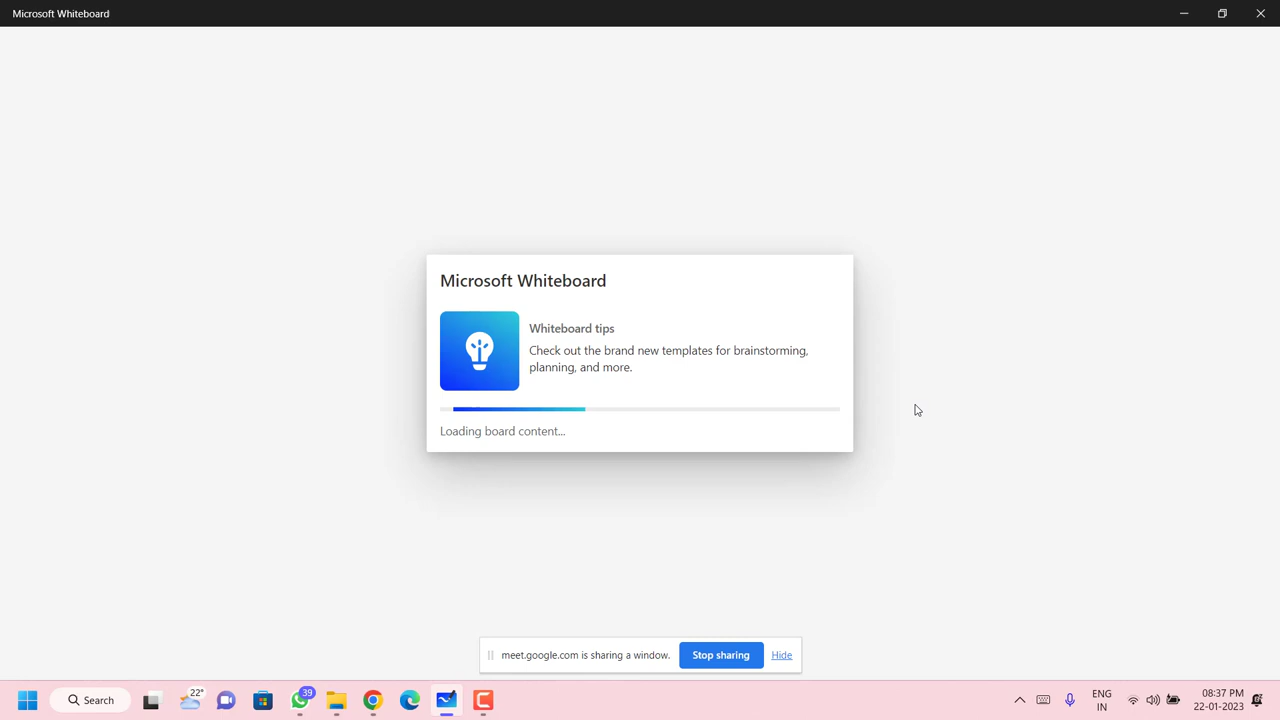 Microsoft Whiteboard
Microsoft Whiteboard
Whiteboard tips
Check out the brand new templates for brainstorming,
planning, and more.
Loading board content...
meet.google.com is sharing a window.
Stop sharing
Hide
Search
22°
39
ENG
IN
08:37 PM
22-01-2023